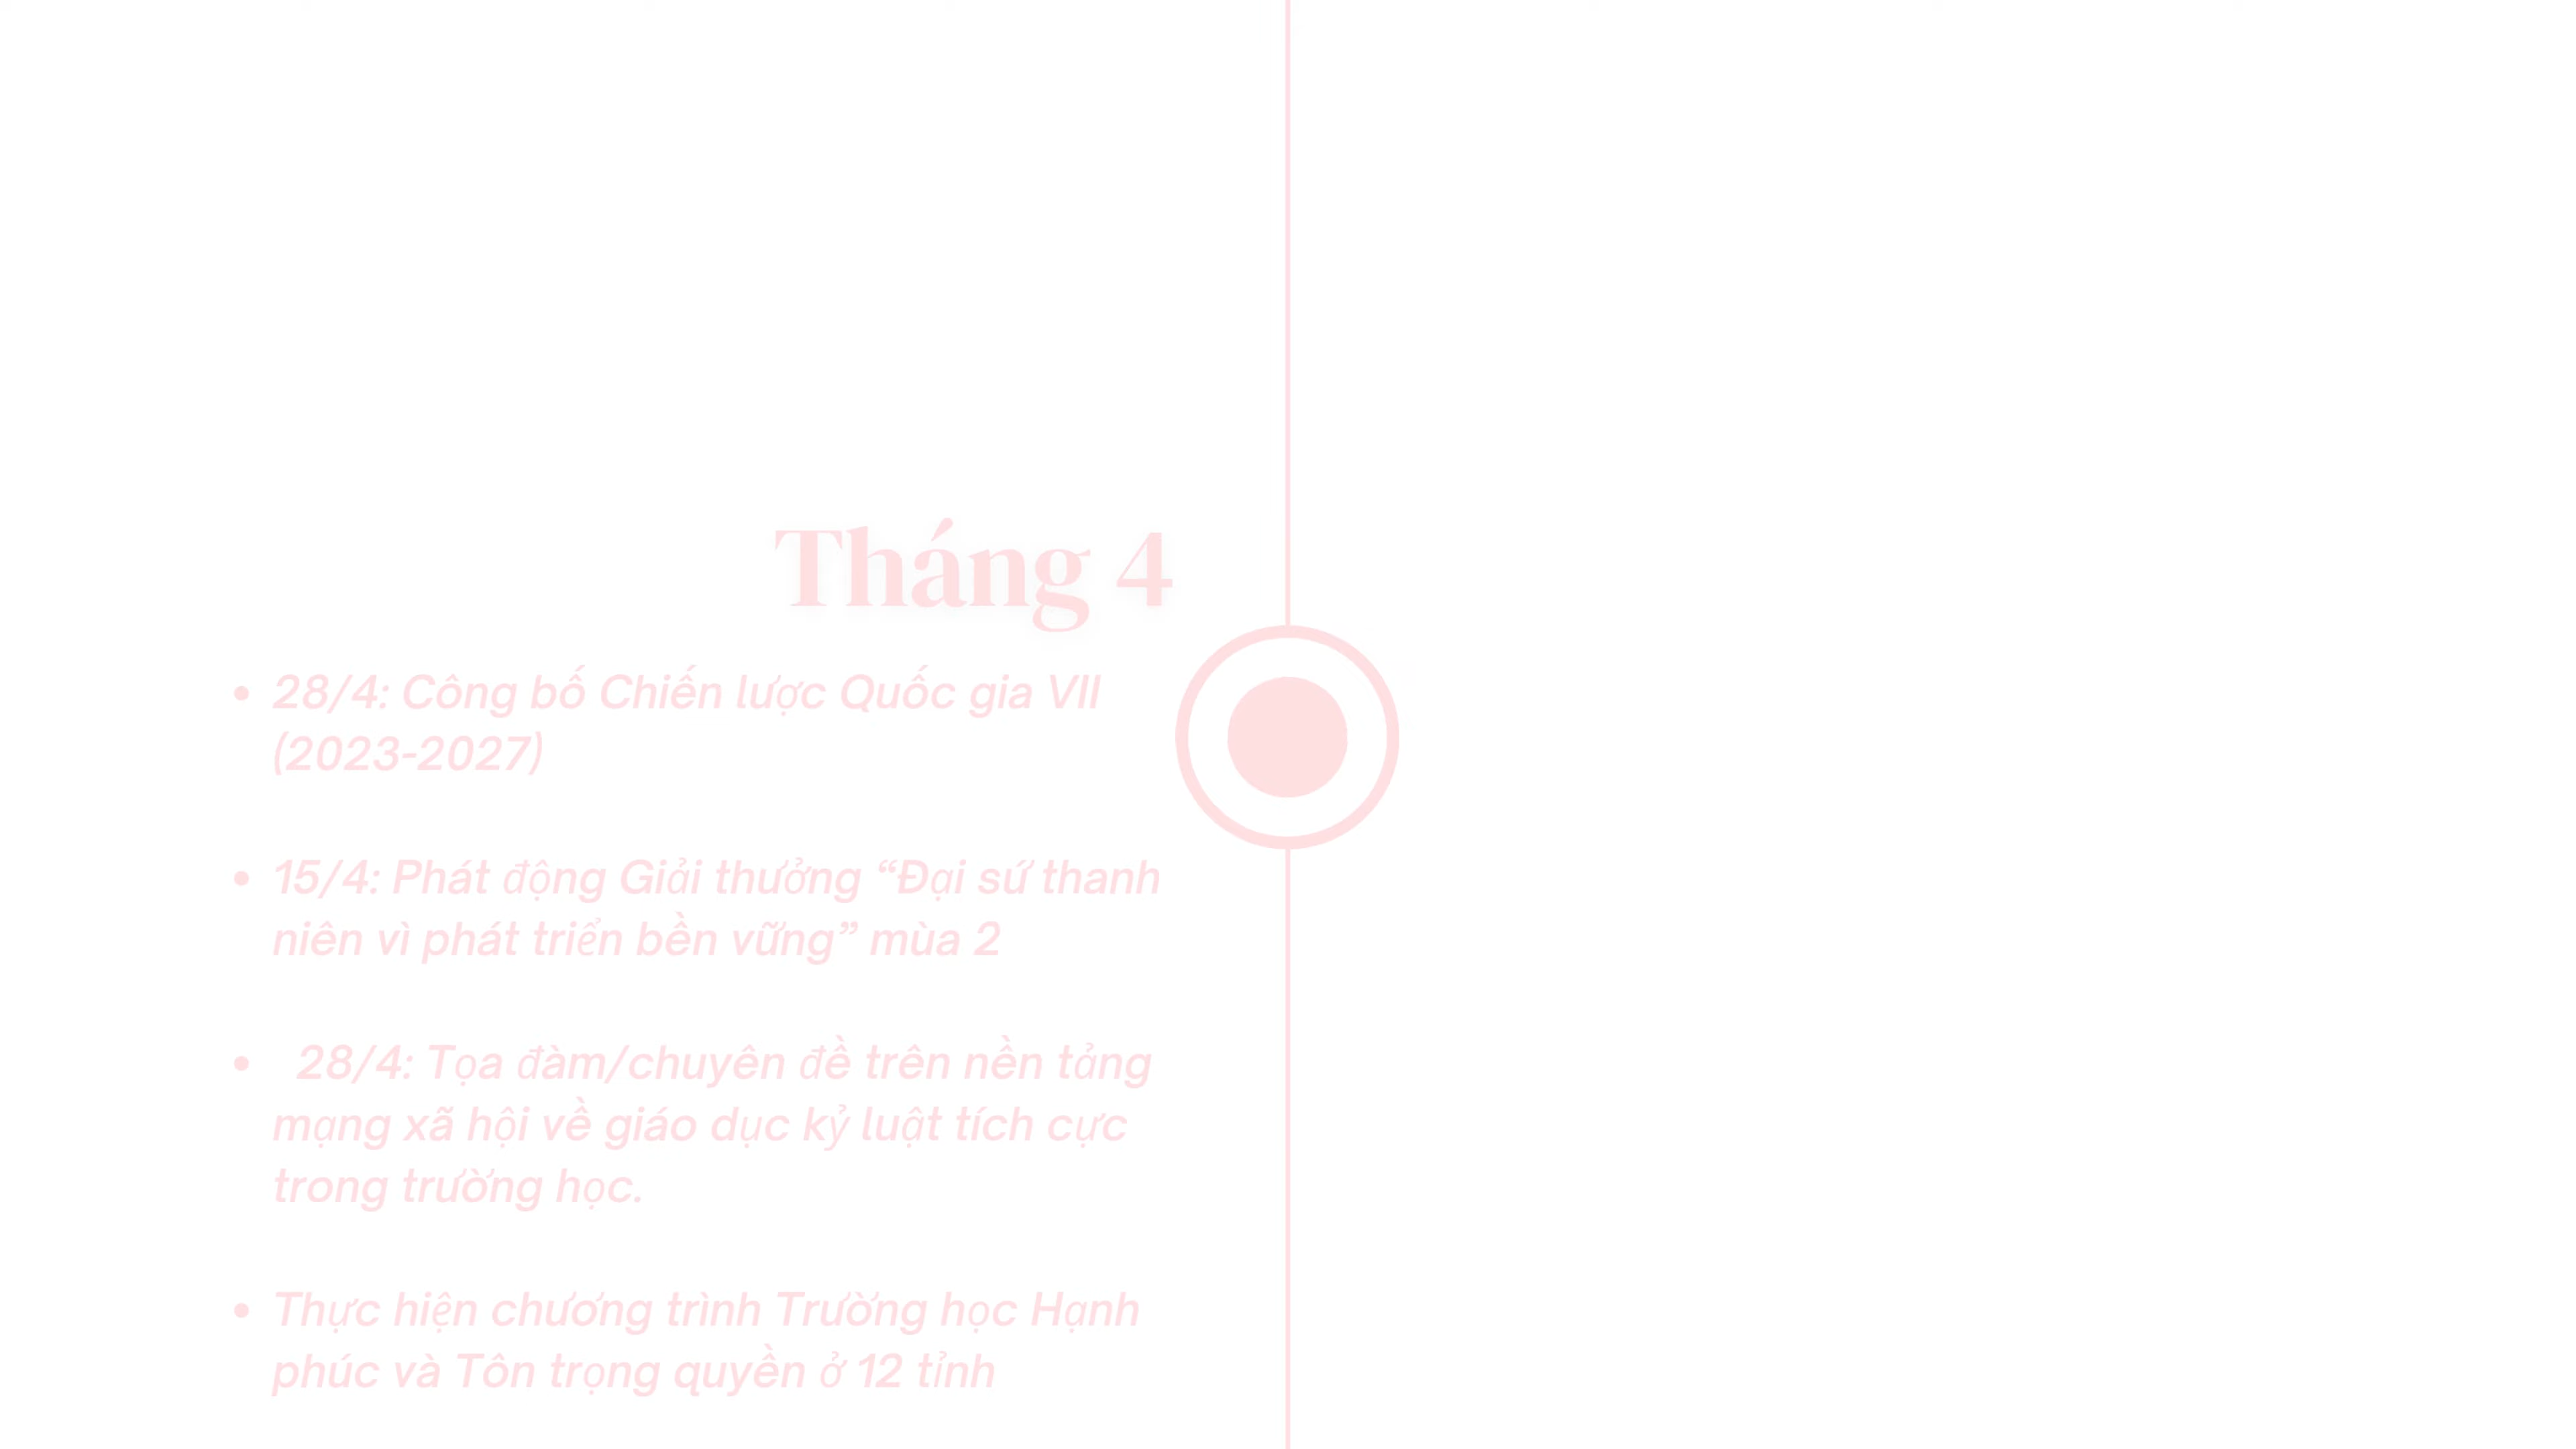 Tháng 4
• 28/4: Công bố Chiến lược Quốc gia VII
(2023-2027)
• 15/4: Phát động Giải thưởng “Đại sứ thanh
niên vì phát triển bền vững” mùa 2
• 28/4: Tọa đàm/chuyên đề trên nền tảng
mạng xã hội về giáo dục kỷ luật tích cực
trong trường học.
• Thực hiện chương trình Trường học Hạnh
phúc và Tôn trọng quyền ở 12 tỉnh